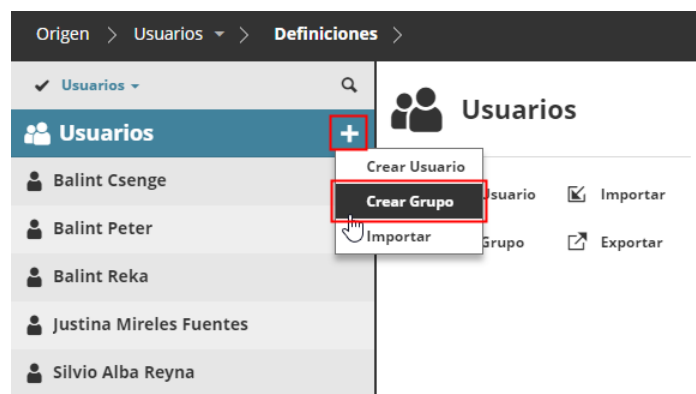 Origen > Usuarios > Definiciones >
Usuarios
Usuarios
Balint Csenge
Balint Peter
Balint Reka
Justina Mireles Fuentes
Silvio Alba Reyna
Crear Usuario
Crear Grupo
Importar
Usuarios
Usuario Importar
Grupo Exportar